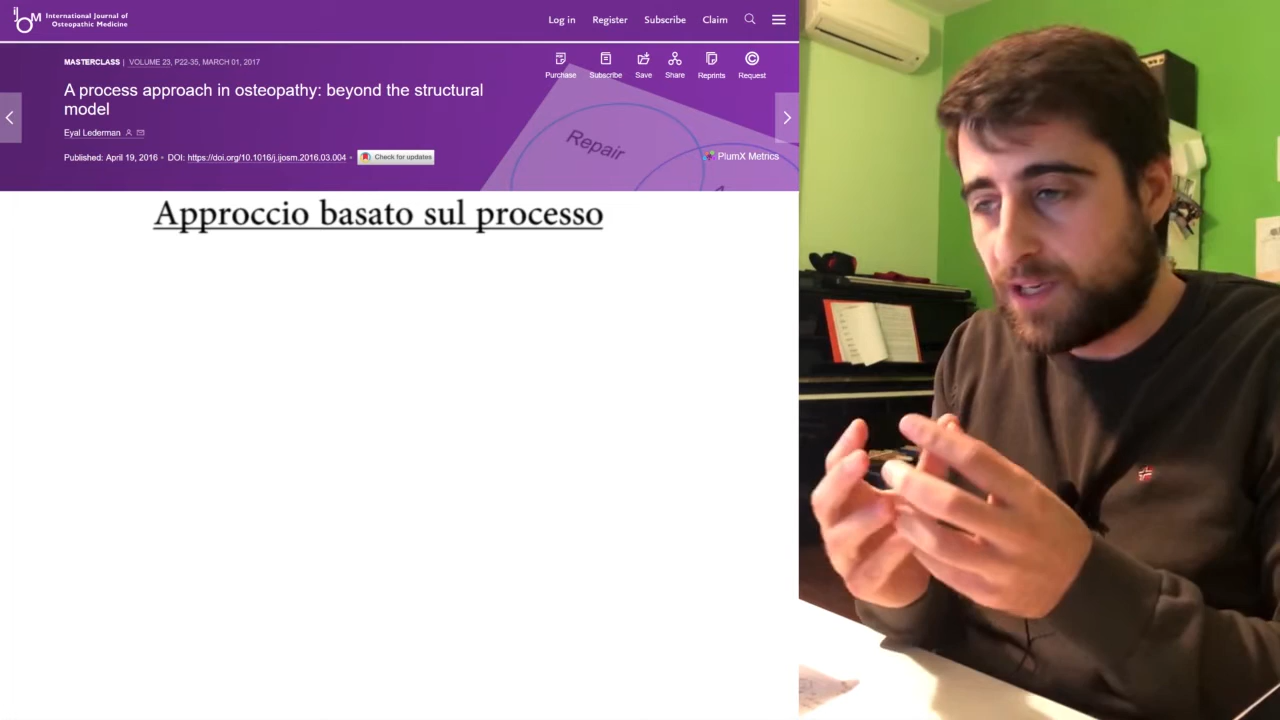 International Journal of
Osteopathic Medicine
Log in
Register
Subscribe
Claim
MASTERCLASS | VOLUME 23, P22-35, MARCH 01, 2017
Purchase
Subscribe
Save
Share
Reprints
Request
A process approach in osteopathy: beyond the structural
model
Eyal Lederman
Published: April 19, 2016 • DOI: https://doi.org/10.1016/j.ijosm.2016.03.004 •
Check for updates
Repair
PlumX Metrics
Approccio basato sul processo